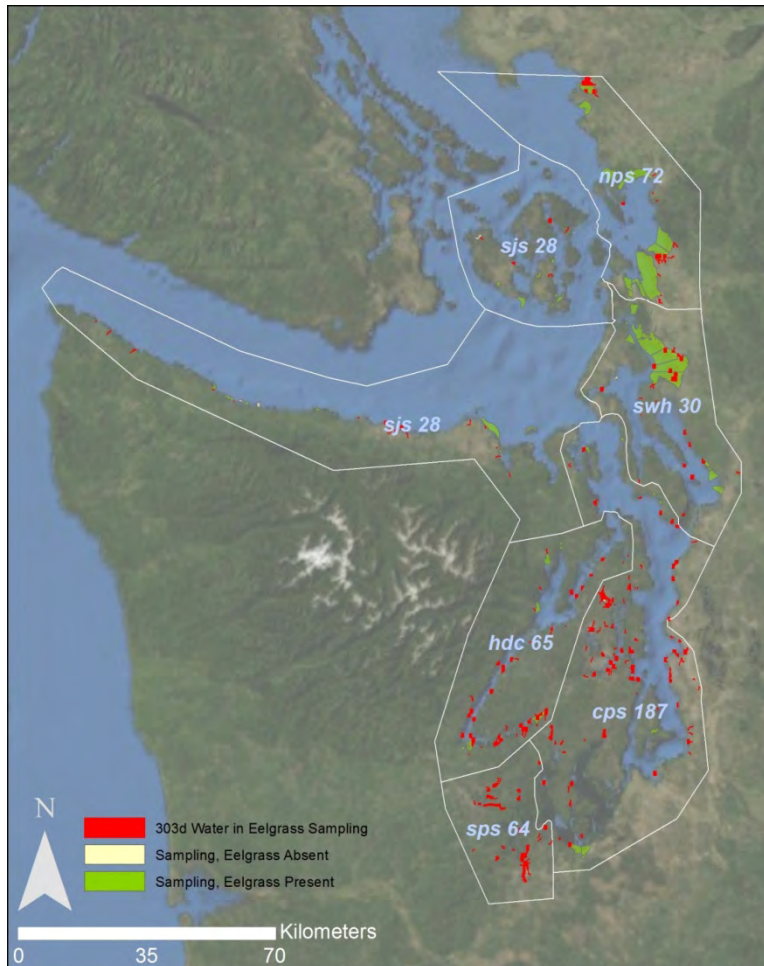 nps 72
sjs 28
swh 30
sjs 28
hdc 65
cps 187
sps 64
N
303d Water in Eelgrass Sampling
Sampling, Eelgrass Absent
Sampling, Eelgrass Present
Kilometers
0 35 70